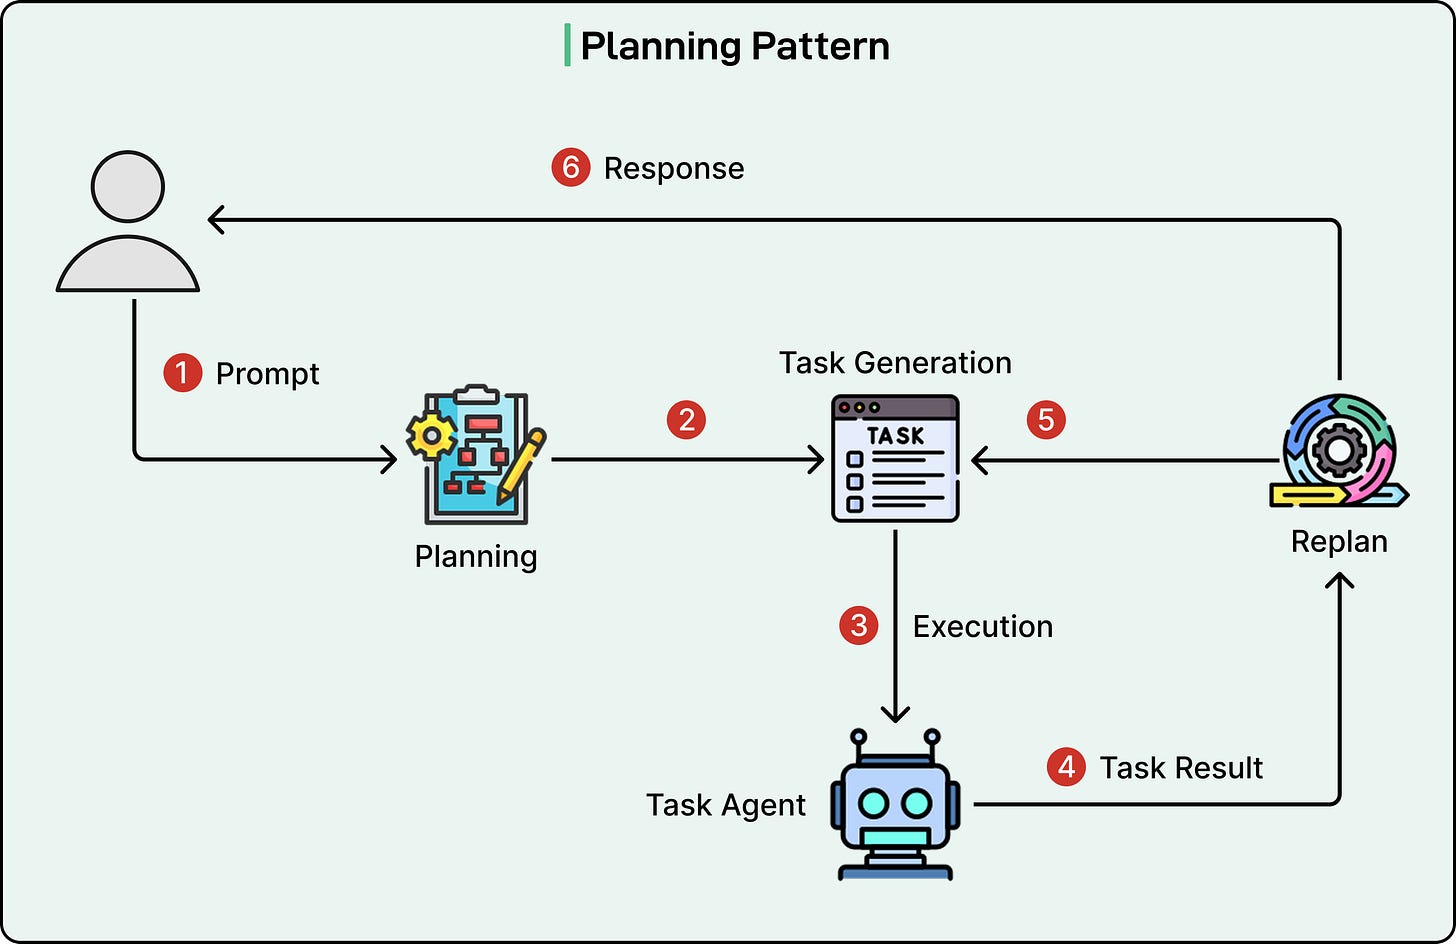 Planning Pattern
6 Response
1 Prompt
Task Generation
2
5
TASK
Planning
Replan
3 Execution
4 Task Result
Task Agent